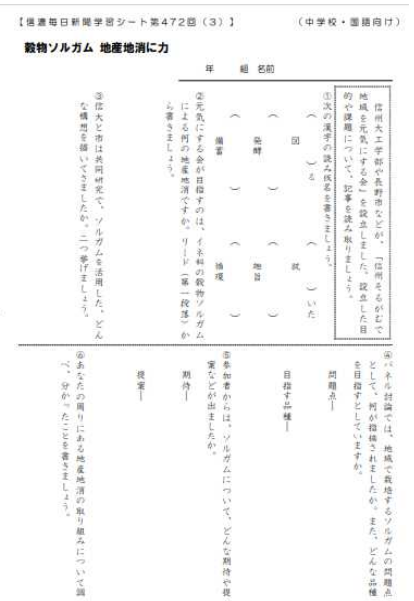 【信濃毎日新聞学習シート第472回（3）】
（中学校・国語向け）
穀物ソルガム 地産地消に力
年 組 名前
信州大工学部や長野市などが、「信州そるがむで
地域を元気にする会」を設立しました。設立した目
的や課題について、記事を読み取りましょう。
①次の漢字の読み仮名を書きましょう。
（ ）る （ ）いた
図 就
（ ） （ ）
発酵 趣旨
（ ） （ ）
備蓄 循環
②元気にする会が目指すのは、イネ科の穀物ソルガム
による何の地産地消ですか。リード（第一段落）か
ら書きましょう。
③信大と市は共同研究で、ソルガムを活用した、どん
な構想を描いてきましたか。二つ挙げましょう。
④パネル討論では、地域で栽培するソルガムの問題点
として、何が指摘されましたか。また、どんな品種
を目指すとしていますか。
問題点―
目指す品種―
⑤参加者からは、ソルガムについて、どんな期待や提
案などが出ましたか。
期待―
提案―
⑥あなたの周りにある地産地消の取り組みについて調
べ、分かったことを書きましょう。